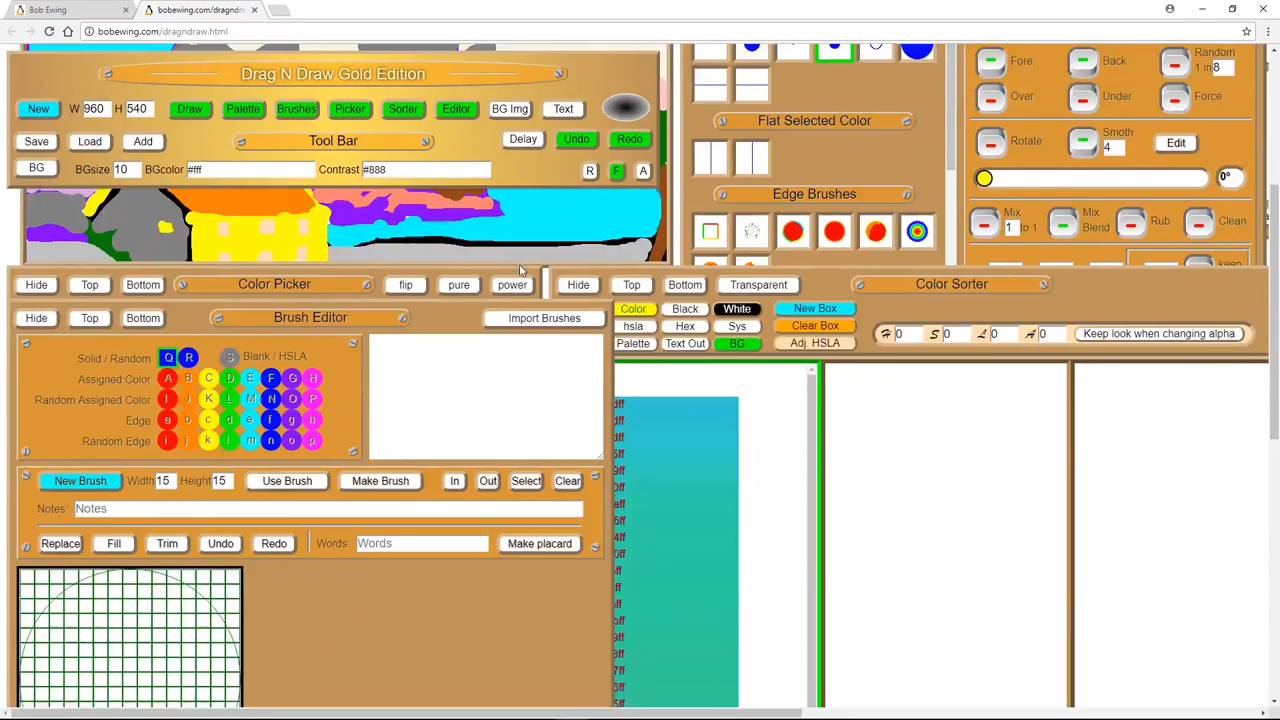 Bob Ewing
bobewing.com/dragndraw.html
bobewing.com/dragndraw.html
Drag N Draw Gold Edition
New W 960 H 540 Draw Palette Brushes Picker Sorter Editor BG Img Text
Save Load Add Tool Bar Delay Undo Redo
BG BGsize 10 BGcolor #fff Contrast #888 R F A
Flat Selected Color
Edge Brushes
Fore. Back. Random 1 in 8
Over Under Force
Rotate Smoth 4 Edit
0°
Mix 1 to 1 Mix Blend Rub Clean
keep
Hide Top Bottom Color Picker flip pure power
Hide Top Bottom Transparent Color Sorter
Hide Top Bottom Brush Editor Import Brushes
Color Black White New Box
hsla Hex Sys Clear Box
Palette Text Out BG Adj. HSLA
H 0 S 0 L 0 A 0 Keep look when changing alpha
Solid / Random Q R S Blank / HSLA
Assigned Color A B C D E F G H
Random Assigned Color I J K L M N O P
Edge a b c d e f g h
Random Edge i j k l m n o p
New Brush Width 15 Height 15 Use Brush Make Brush In Out Select Clear
Notes: Notes
Replace Fill Trim Undo Redo Words: Words Make placard